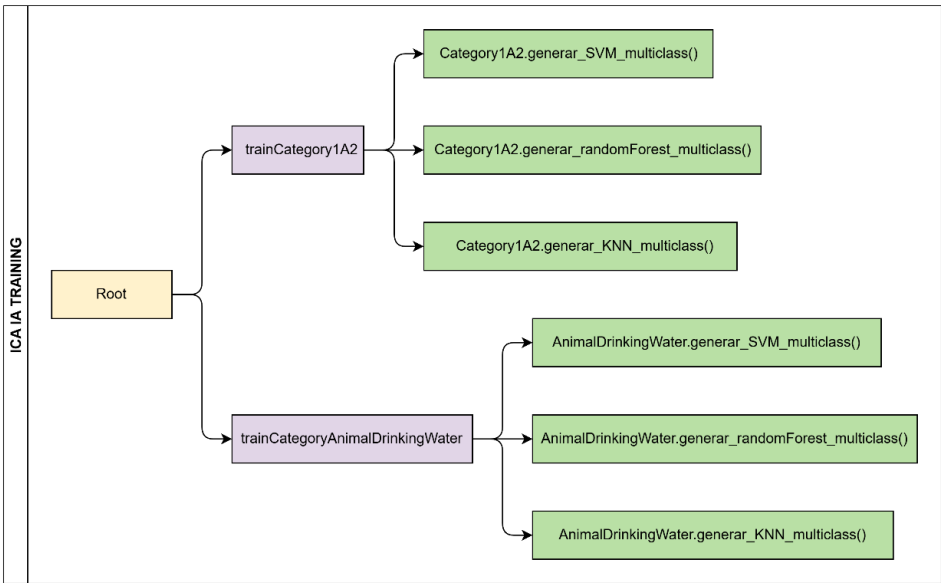 ICA IA TRAINING
Root
trainCategory1A2
Category1A2.generar_SVM_multiclass()
Category1A2.generar_randomForest_multiclass()
Category1A2.generar_KNN_multiclass()
trainCategoryAnimalDrinkingWater
AnimalDrinkingWater.generar_SVM_multiclass()
AnimalDrinkingWater.generar_randomForest_multiclass()
AnimalDrinkingWater.generar_KNN_multiclass()